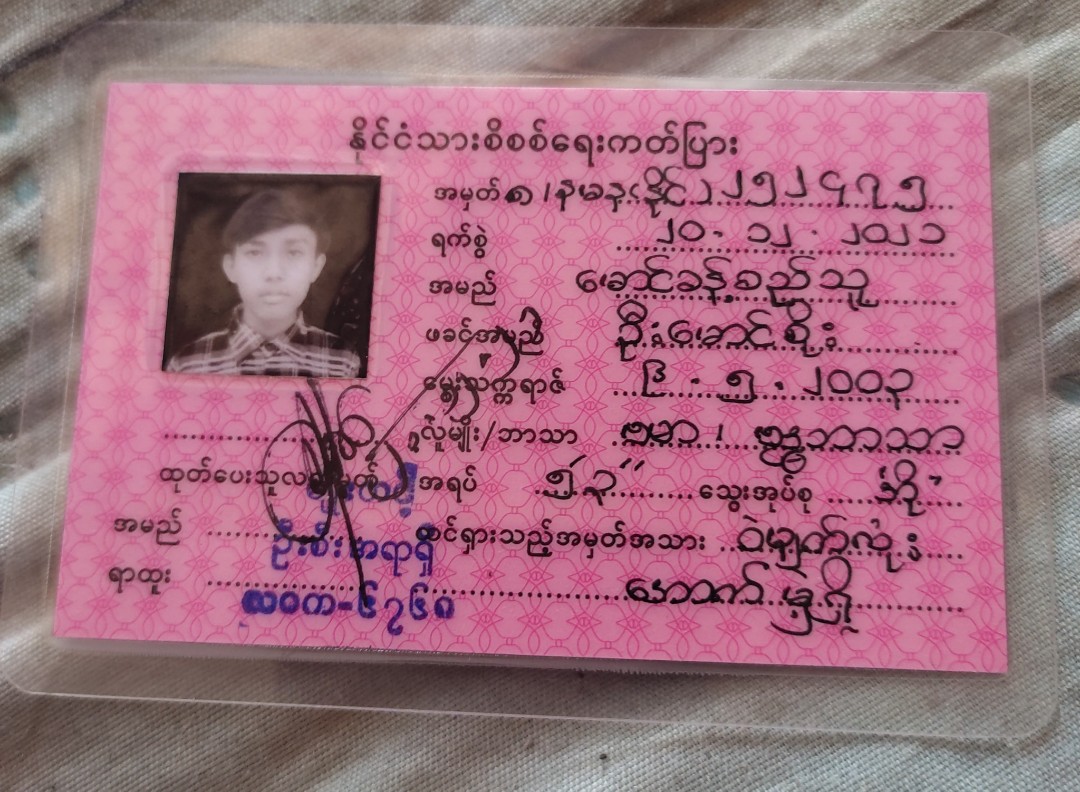 နိုင်ငံသားစိစစ်ရေးကတ်ပြား
အမှတ် ၈/နမန(နိုင်)၂၅၂၄၇၅
ရက်စွဲ ၂၀.၁၂.၂၀၂၁
အမည် မောင်ခန့်စည်သူ
ဖခင်အမည် ဦးမောင်စိုး
မွေးသက္ကရာဇ် ၆.၅.၂၀၀၃
လူမျိုး/ဘာသာ ဗမာ၊ ဗုဒ္ဓဘာသာ
ထုတ်ပေးသူလက်မှတ် အရပ် ၅'၃" သွေးအုပ်စု "အို"
အမည် ဦးစီးအရာရှိ ထင်ရှားသည့်အမှတ်အသား ဝဲမျက်လုံး
ရာထူး လဝက-၆၇၆၈ အောက် မှဲ့ရှိ